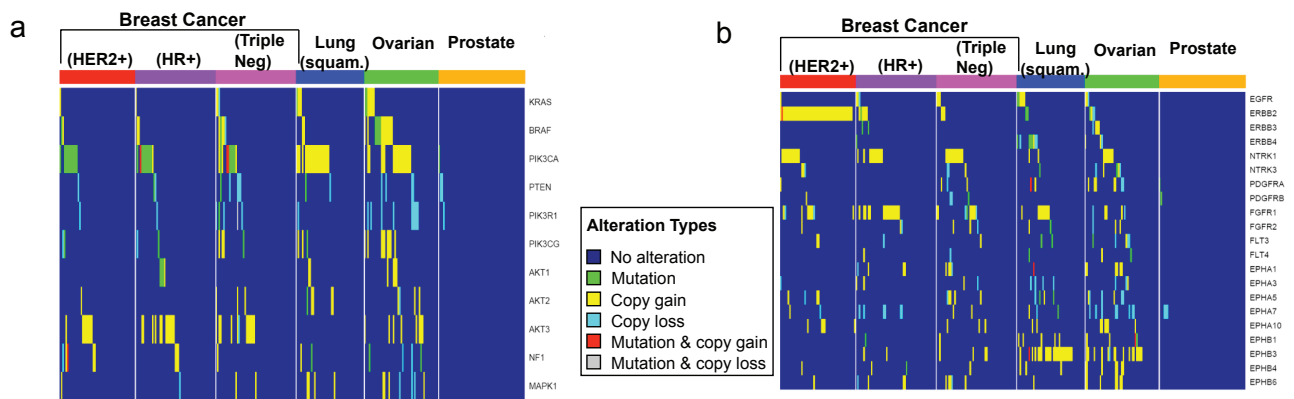 a
Breast Cancer
(HER2+)
(HR+)
(Triple
Neg)
Lung
(squam.)
Ovarian
Prostate
KRAS
BRAF
PIK3CA
PTEN
PIK3R1
PIK3CG
AKT1
AKT2
AKT3
NF1
MAPK1
Alteration Types
No alteration
Mutation
Copy gain
Copy loss
Mutation & copy gain
Mutation & copy loss
b
Breast Cancer
(HER2+)
(HR+)
(Triple
Neg)
Lung
(squam.)
Ovarian
Prostate
EGFR
ERBB2
ERBB3
ERBB4
NTRK1
NTRK3
PDGFRA
PDGFRB
FGFR1
FGFR2
FLT3
FLT4
EPHA1
EPHA3
EPHA5
EPHA7
EPHA10
EPHB1
EPHB3
EPHB4
EPHB6